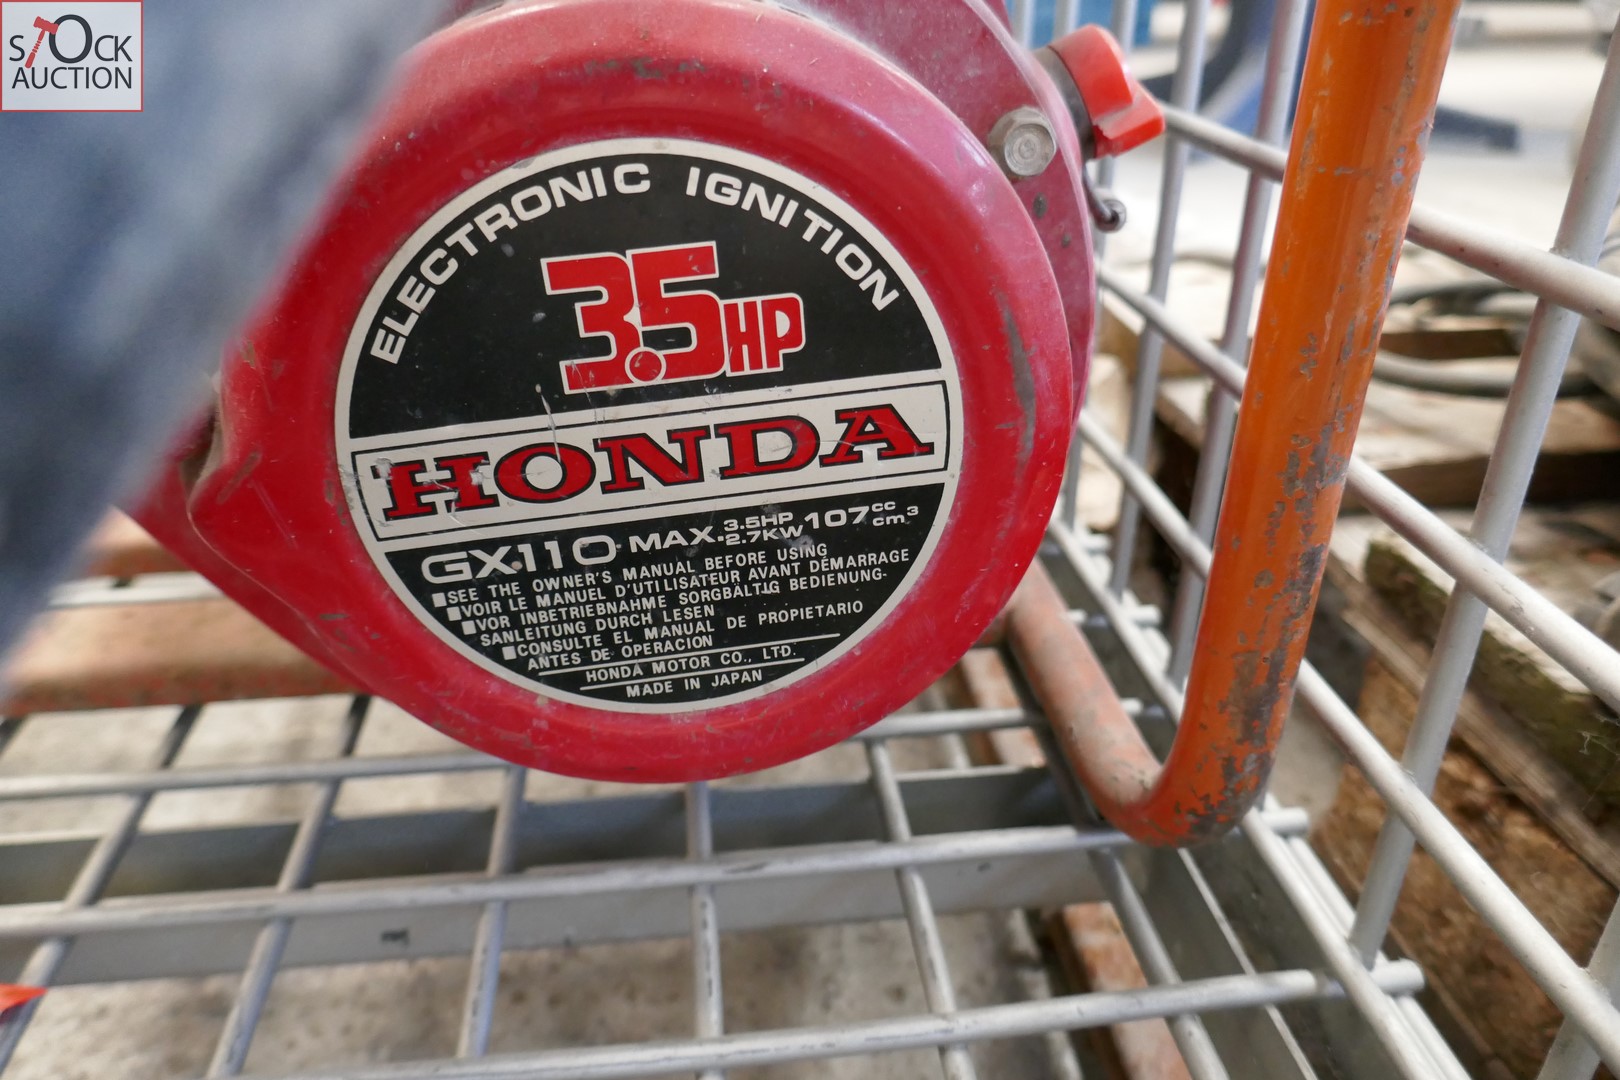 STOCK
AUCTION
ELECTRONIC IGNITION
3.5HP
HONDA
GX110 MAX. 3.5HP 2.7KW 107 cc cm³
SEE THE OWNER'S MANUAL BEFORE USING
VOIR LE MANUEL D'UTILISATEUR AVANT DÉMARRAGE
VOR INBETRIEBNAHME SORGBÄLTIG BEDIENUNG-
SANLEITUNG DURCH LESEN
CONSULTE EL MANUAL DE PROPIETARIO
ANTES DE OPERACION
HONDA MOTOR CO., LTD.
MADE IN JAPAN